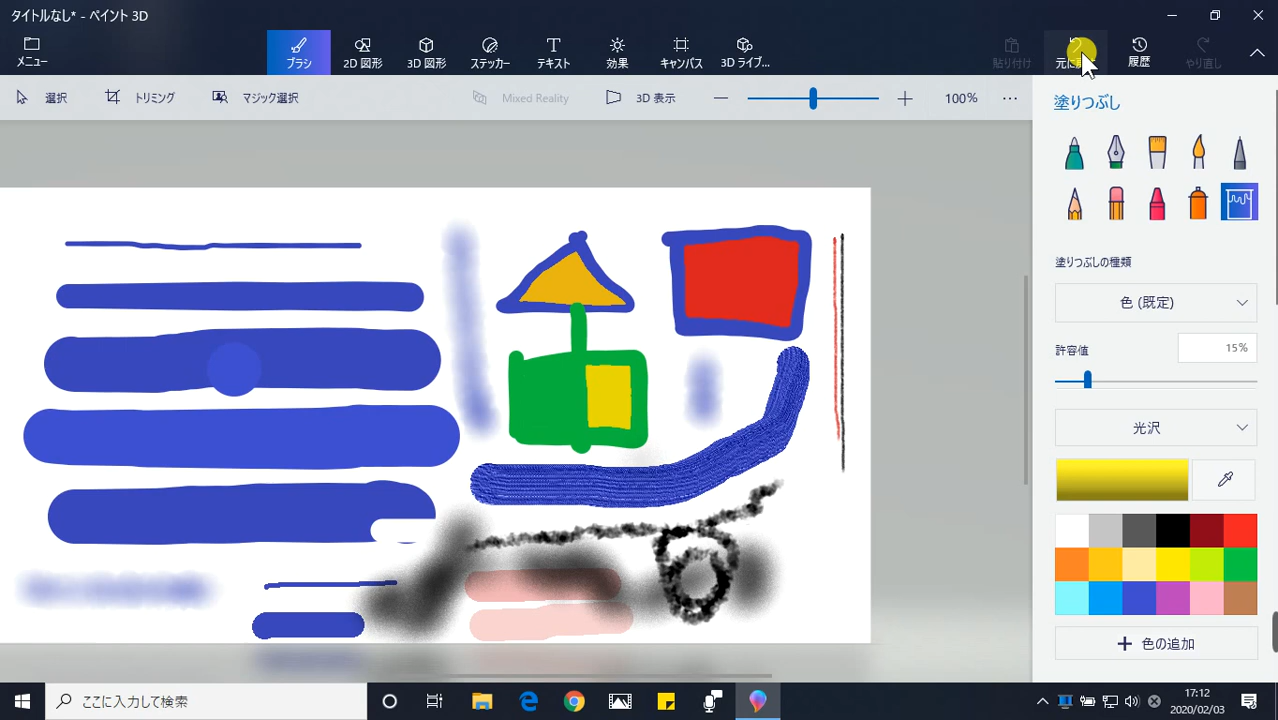 タイトルなし* - ペイント 3D
メニュー
ブラシ
2D 図形
3D 図形
ステッカー
テキスト
効果
キャンバス
3D ライブ...
貼り付け
元に戻す
履歴
やり直し
選択
トリミング
マジック選択
Mixed Reality
3D 表示
100%
塗りつぶし
塗りつぶしの種類
色 (既定)
許容値
15%
光沢
色の追加
ここに入力して検索
17:12
2020/02/03